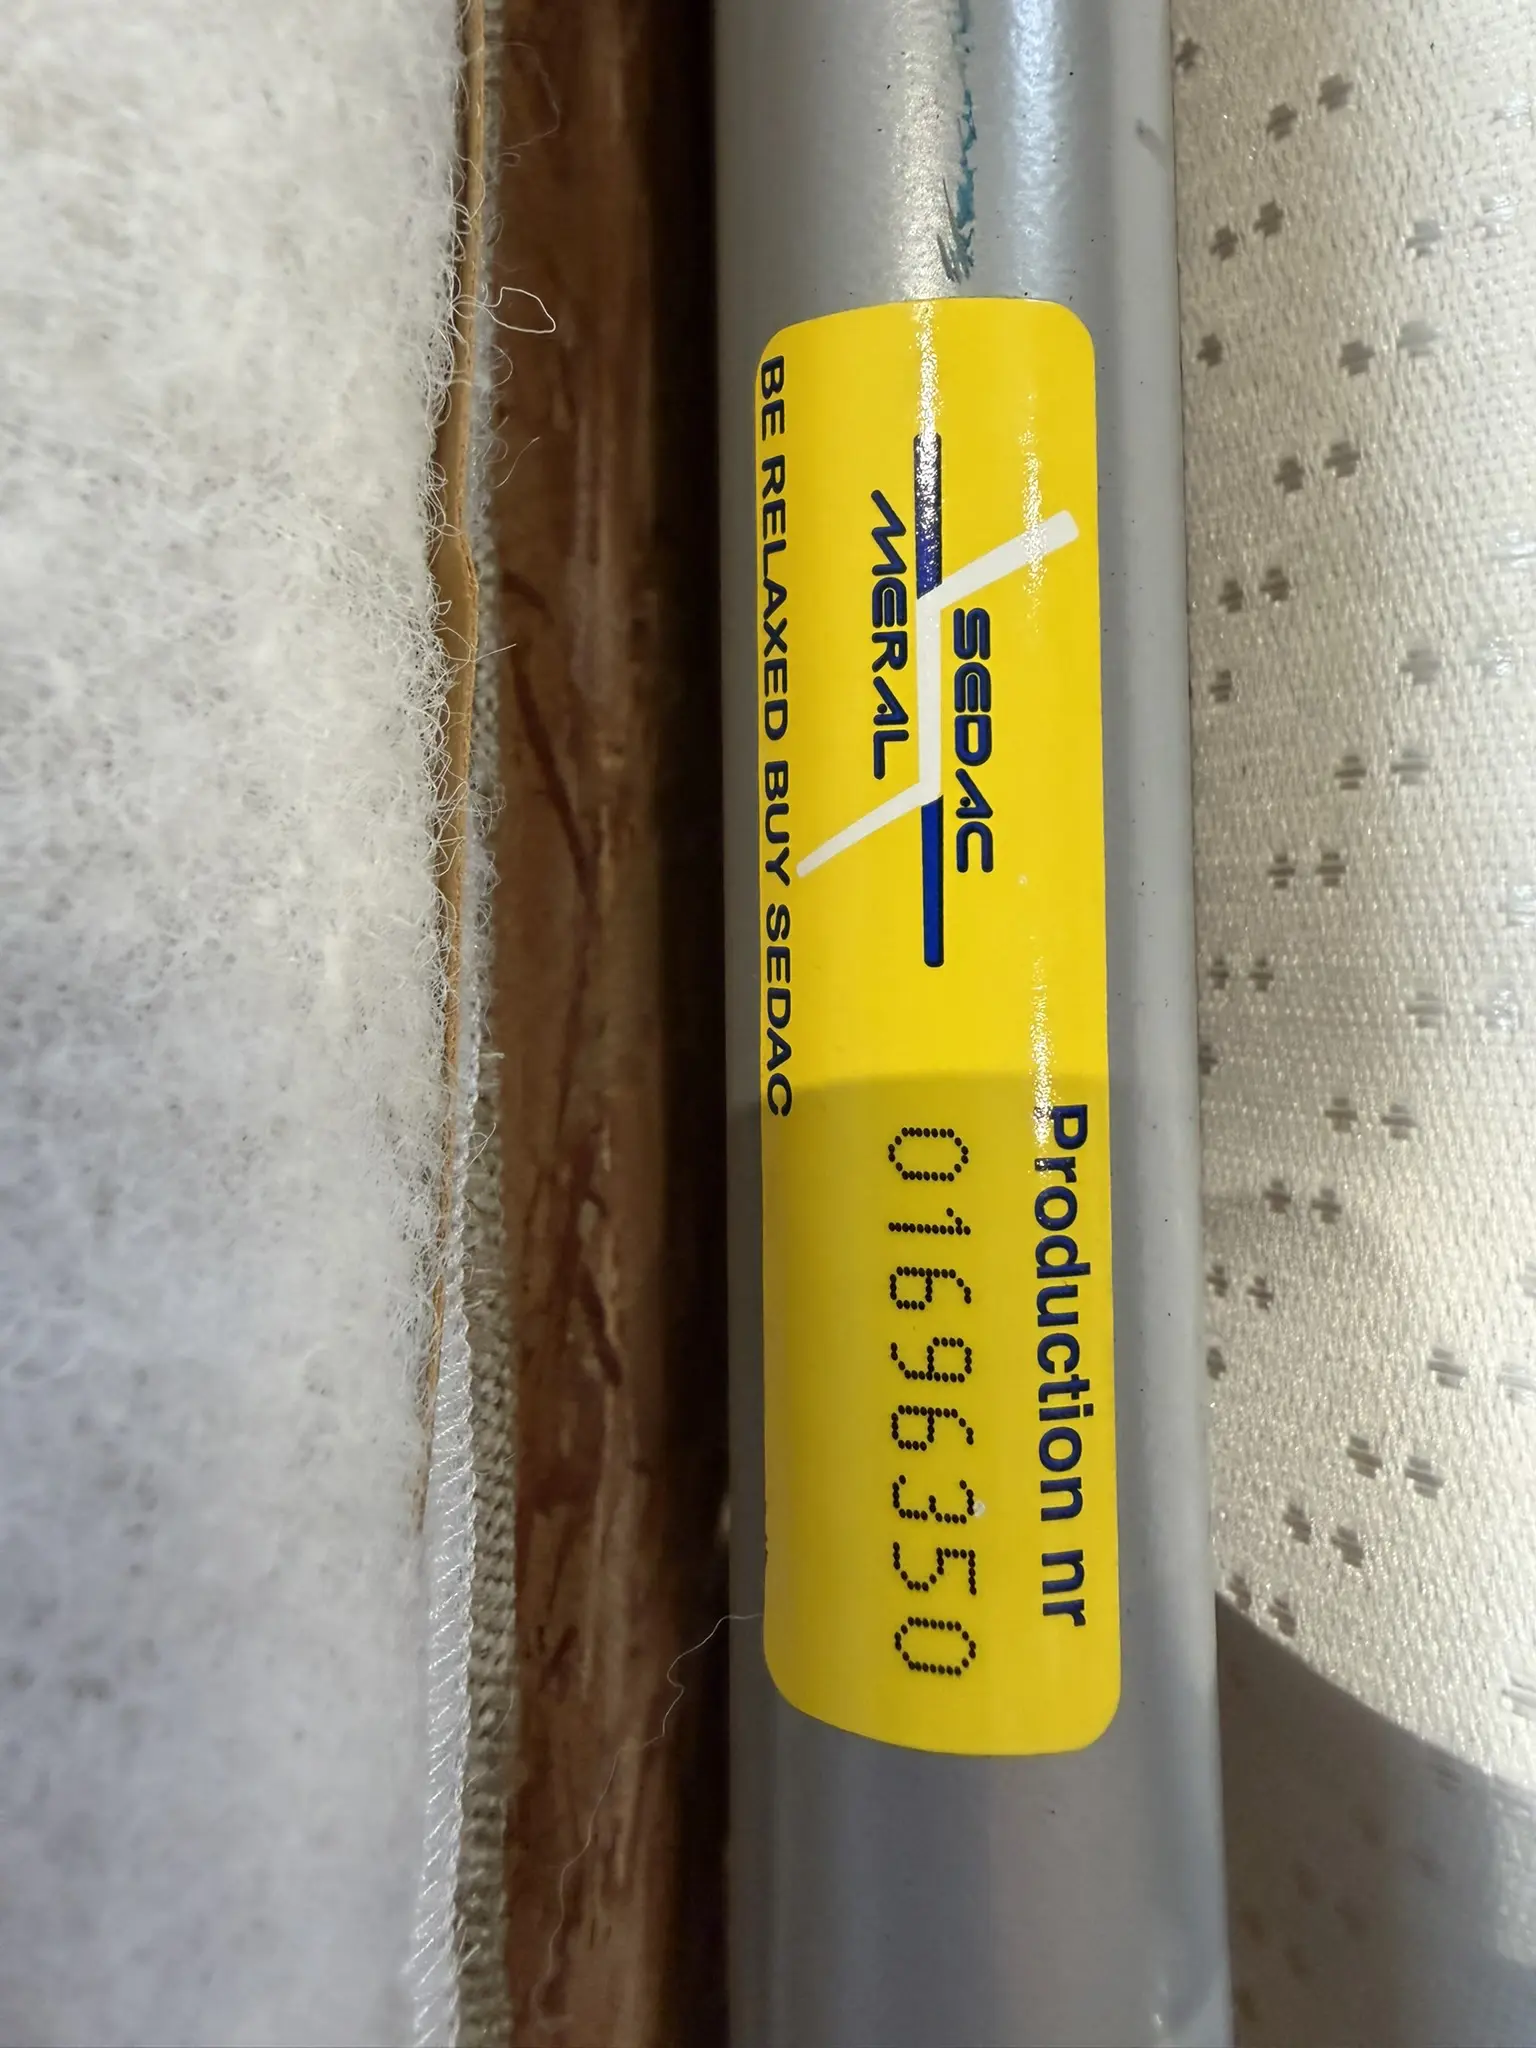 SEDAC
MERAL
BE RELAXED BUY SEDAC
Production nr
01696350